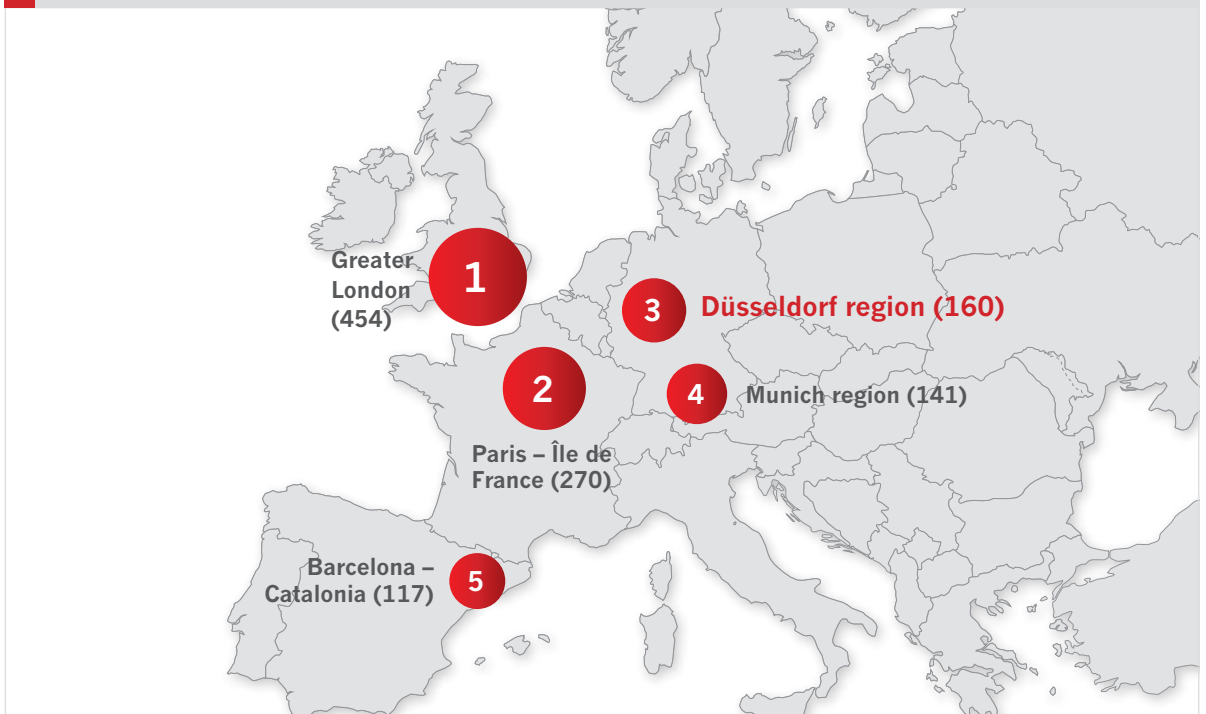 1
Greater
London
(454)
3
Düsseldorf region (160)
2
Paris – Île de
France (270)
4
Munich region (141)
5
Barcelona –
Catalonia (117)